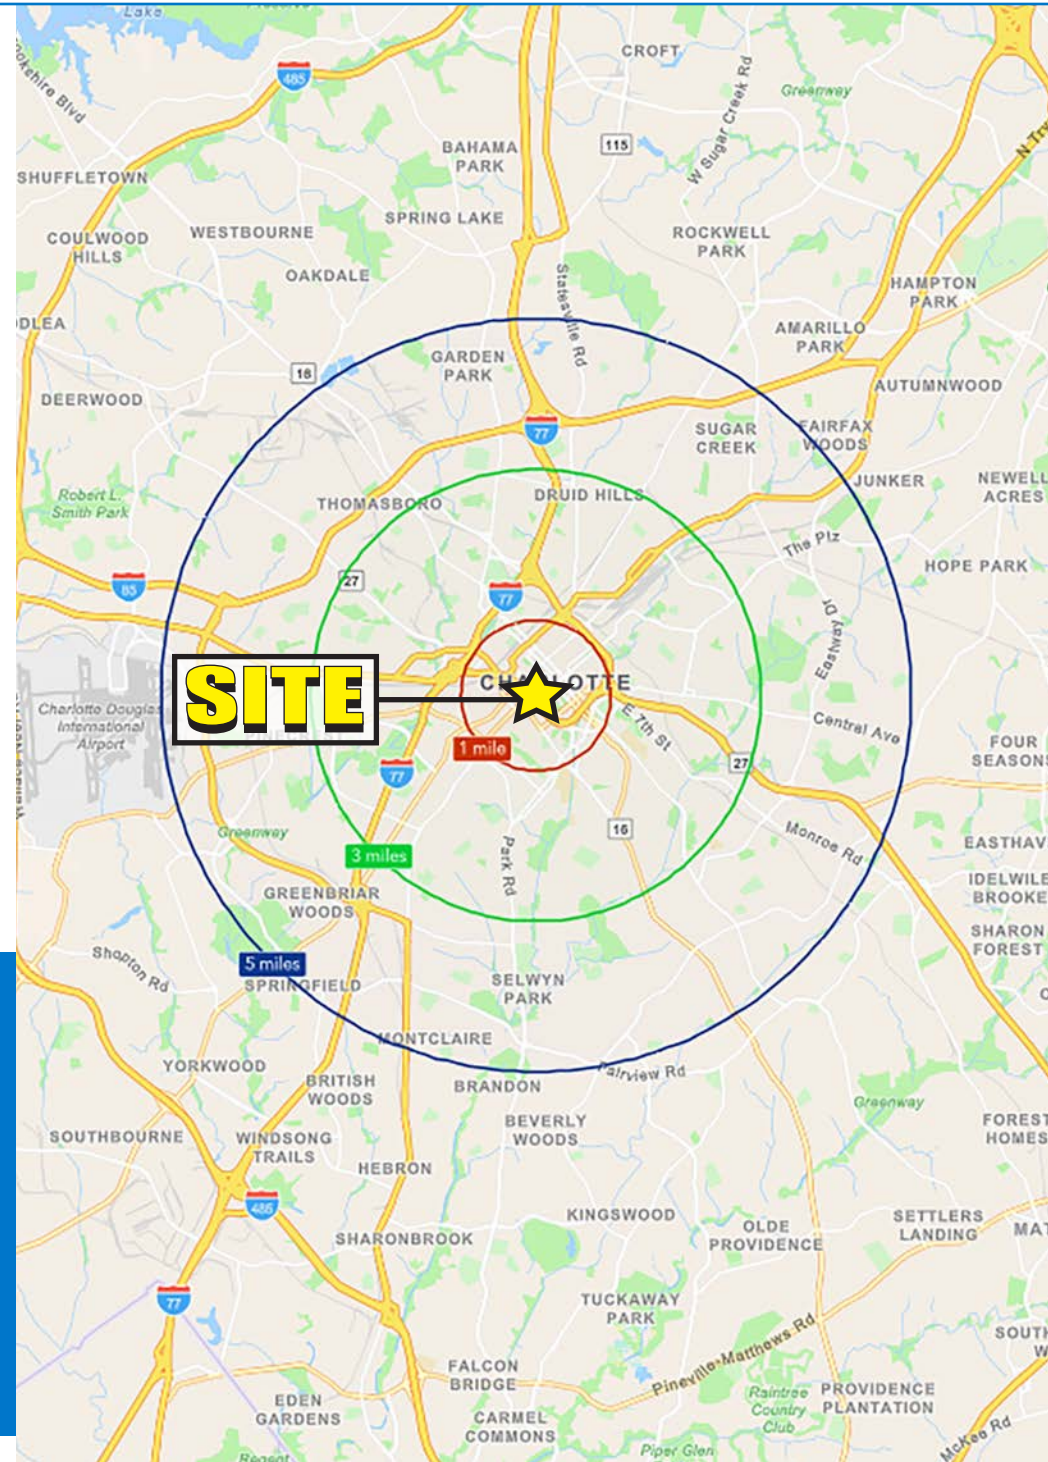 Lake
CROFT
485
Greenway
W Sugar Creek Rd
115
BAHAMA
PARK
SHUFFLETOWN
SPRING LAKE
WESTBOURNE
COULWOOD
HILLS
ROCKWELL
PARK
OAKDALE
Statesville Rd
HAMPTON
PARK
AMARILLO
PARK
GARDEN
PARK
16
DEERWOOD
AUTUMNWOOD
77
SUGAR
CREEK
FAIRFAX
WOODS
JUNKER
NEWELL
ACRES
Robert L.
Smith Park
THOMASBORO
DRUID HILLS
The Plz
HOPE PARK
27
85
77
Eastway Dr
SITE
CHARLOTTE
Charlotte Douglas
International
Airport
E 7th St
Central Ave
1 mile
FOUR
SEASONS
77
27
Greenway
16
Monroe Rd
3 miles
Park Rd
GREENBRIAR
WOODS
IDELWILE
BROOKE
SHARON
FOREST
Shopton Rd
5 miles
SPRINGFIELD
SELWYN
PARK
MONTCLAIRE
YORKWOOD
Fairview Rd
BRITISH
WOODS
BRANDON
Greenway
BEVERLY
WOODS
FOREST
HOMES
SOUTHBOURNE
WINDSONG
TRAILS
HEBRON
485
KINGSWOOD
OLDE
PROVIDENCE
SETTLERS
LANDING
SHARONBROOK
77
TUCKAWAY
PARK
Pineville-Matthews Rd
FALCON
BRIDGE
EDEN
GARDENS
CARMEL
COMMONS
Raintree
Country
Club
PROVIDENCE
PLANTATION
McKee Rd
Piper Glen